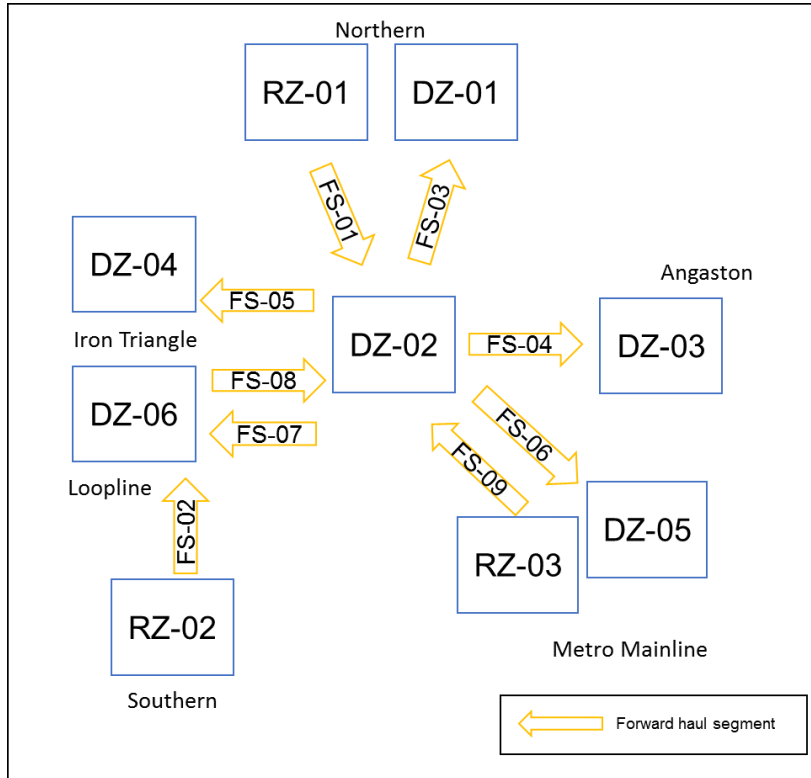 Northern
RZ-01
DZ-01
FS-01
FS-03
DZ-04
FS-05
Iron Triangle
Angaston
DZ-02
FS-04
DZ-03
DZ-06
FS-08
FS-07
Loopline
FS-06
FS-09
FS-02
RZ-03
DZ-05
RZ-02
Southern
Metro Mainline
Forward haul segment